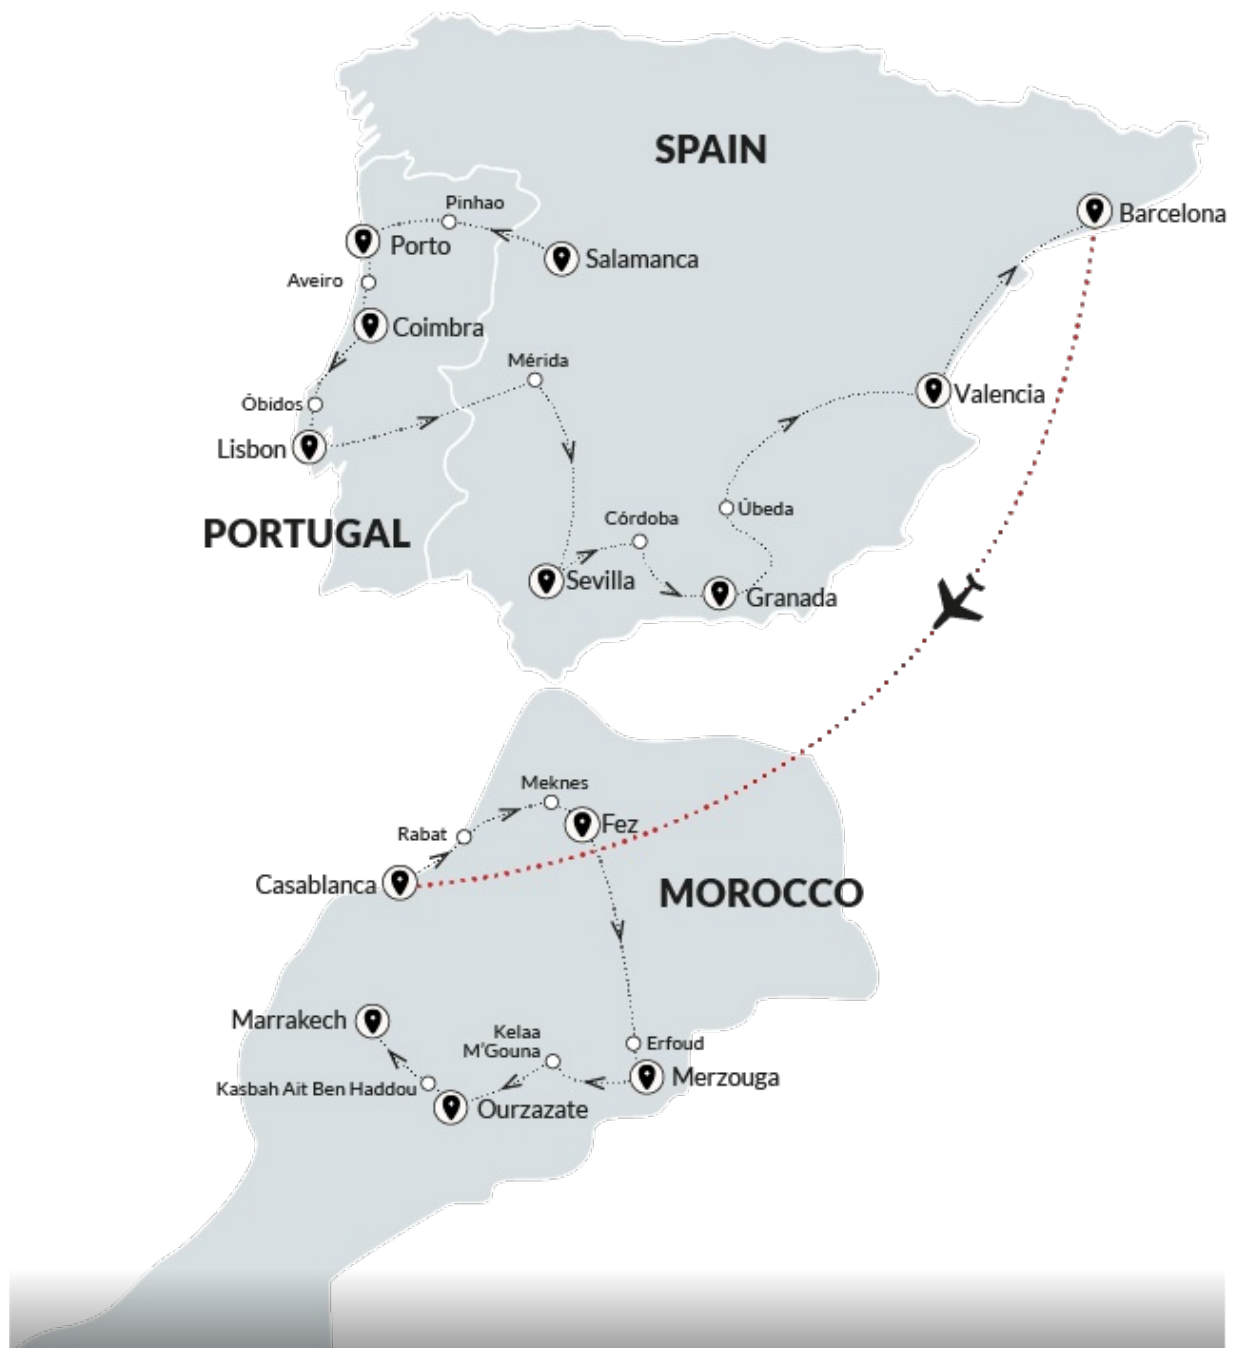 SPAIN
Pinhao
Barcelona
Porto
Salamanca
Aveiro
Coimbra
Mérida
Valencia
Óbidos
Lisbon
Úbeda
Córdoba
PORTUGAL
Sevilla
Granada
Meknes
Fez
Rabat
Casablanca
MOROCCO
Marrakech
Kelaa
M'Gouna
Erfoud
Merzouga
Kasbah Ait Ben Haddou
Ourzazate